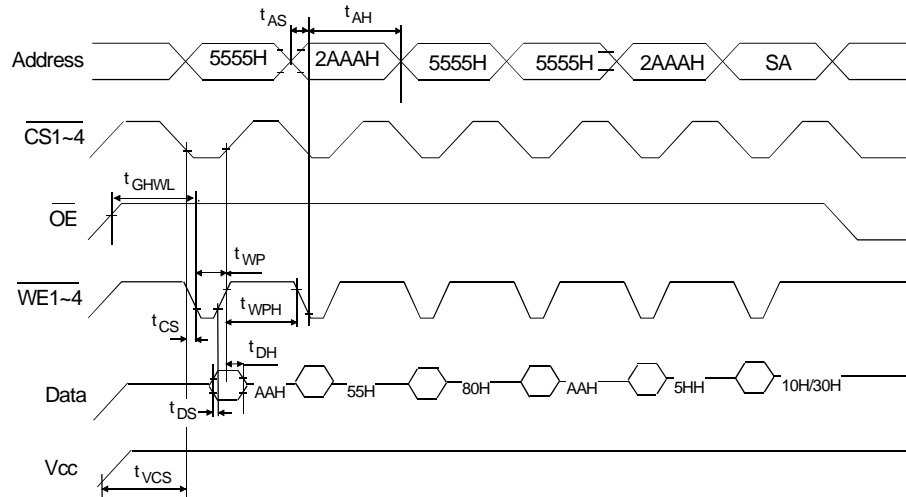 tAS tAH
Address 5555H 2AAAH 5555H 5555H 2AAAH SA
CS1~4
tGHWL
OE
tWP
WE1~4
tWPH
tCS
tDH
Data AAH 55H 80H AAH 5HH 10H/30H
tDS
Vcc
tVCS